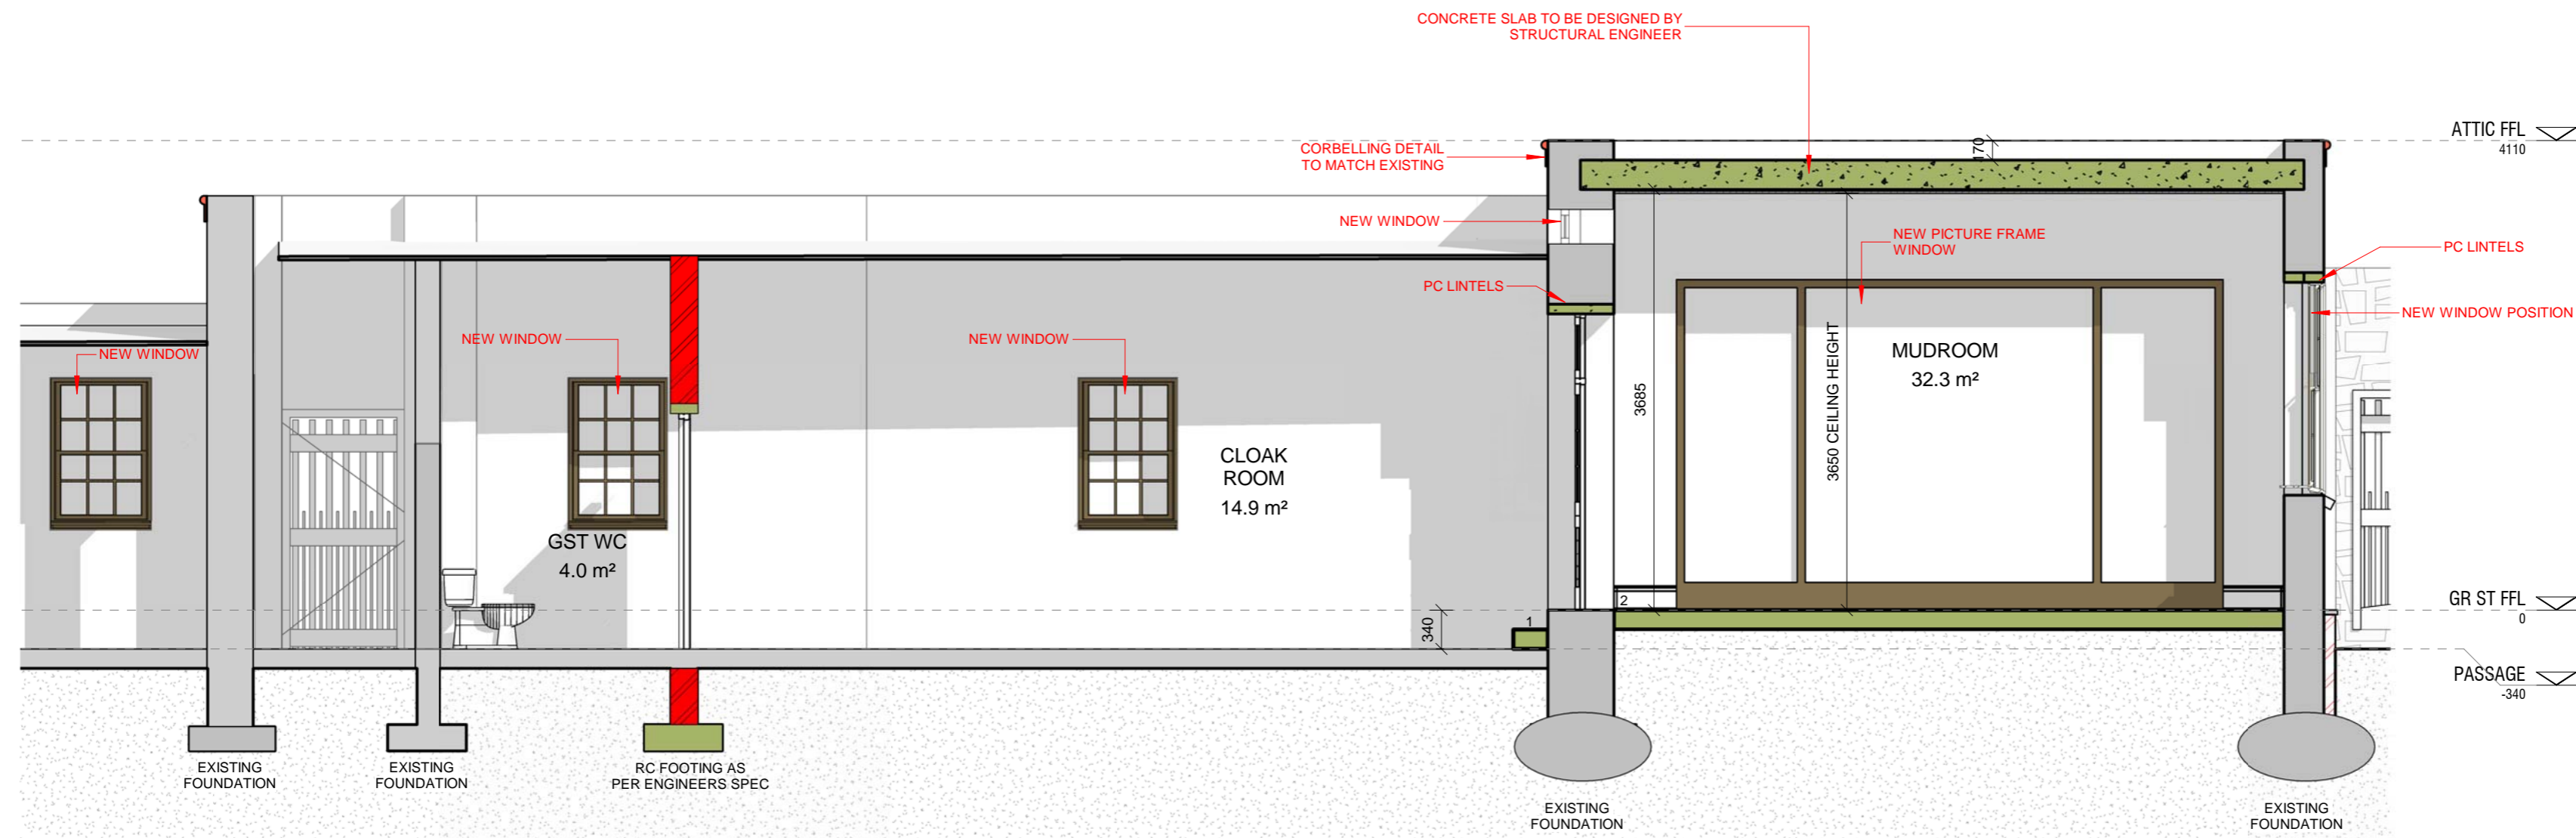 CONCRETE SLAB TO BE DESIGNED BY
STRUCTURAL ENGINEER
ATTIC FFL
4110
CORBELLING DETAIL
TO MATCH EXISTING
170
NEW WINDOW
NEW PICTURE FRAME
WINDOW
PC LINTELS
PC LINTELS
NEW WINDOW POSITION
NEW WINDOW
NEW WINDOW
NEW WINDOW
MUDROOM
32.3 m²
3685
3650 CEILING HEIGHT
CLOAK
ROOM
14.9 m²
GST WC
4.0 m²
GR ST FFL
0
2
1
340
PASSAGE
-340
EXISTING
FOUNDATION
EXISTING
FOUNDATION
RC FOOTING AS
PER ENGINEERS SPEC
EXISTING
FOUNDATION
EXISTING
FOUNDATION